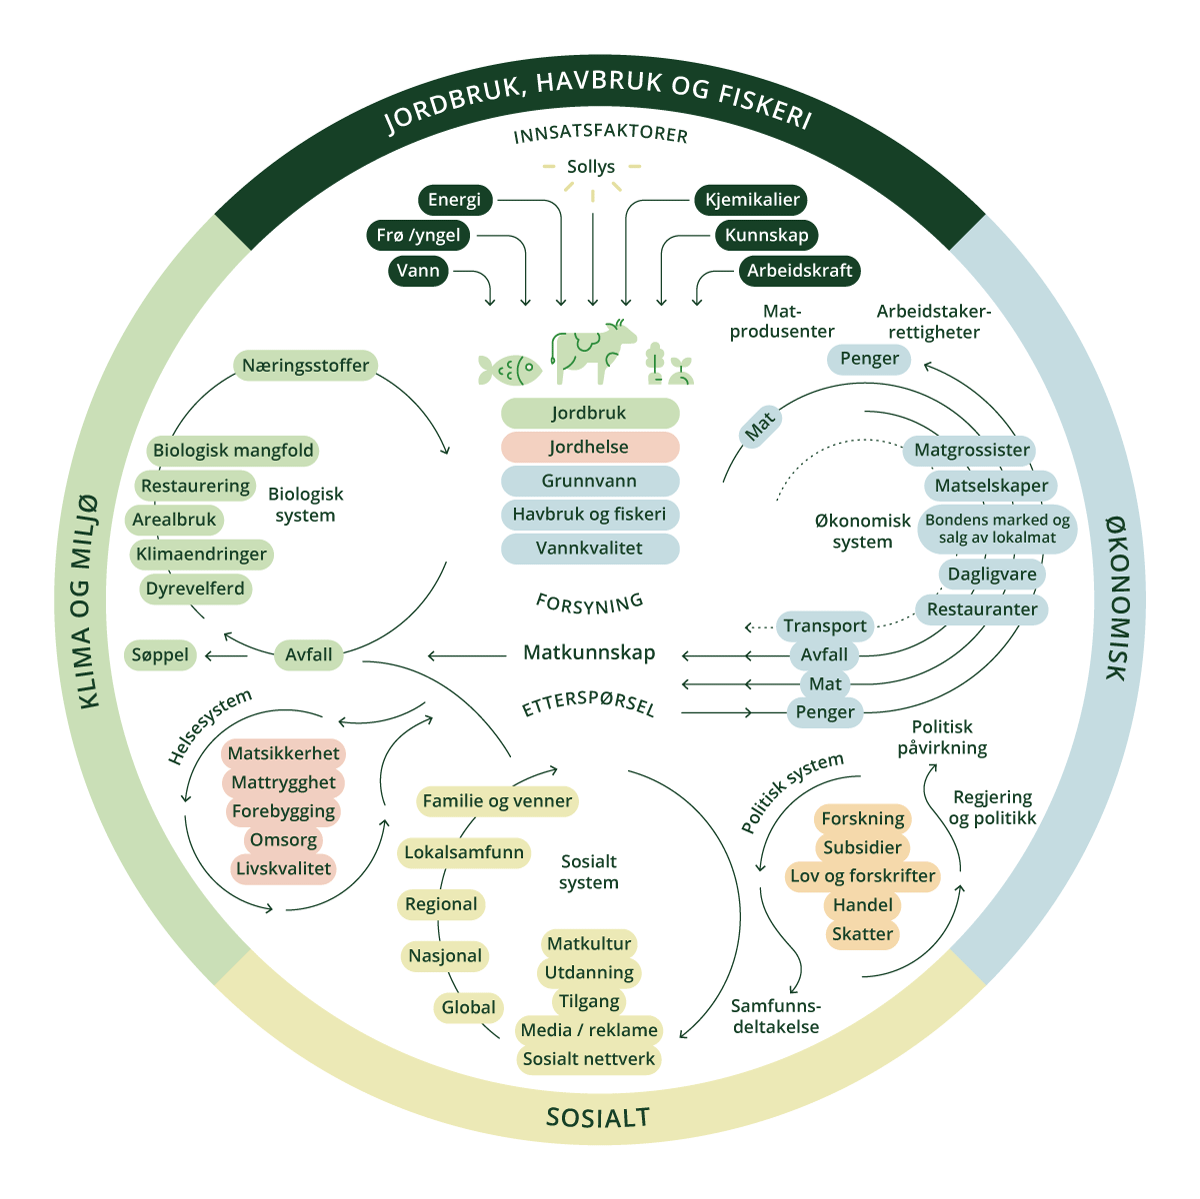 JORDBRUK, HAVBRUK OG FISKERI
INNSATSFAKTORER
Sollys
Energi
Kjemikalier
Frø /yngel
Kunnskap
Vann
Arbeidskraft
Mat-
produsenter
Arbeidstaker-
rettigheter
Penger
Mat
Næringsstoffer
Jordbruk
Jordhelse
Grunnvann
Havbruk og fiskeri
Vannkvalitet
KLIMA OG MILJØ
Biologisk mangfold
Restaurering
Arealbruk
Klimaendringer
Dyrevelferd
Biologisk
system
Søppel
Avfall
Matgrossister
Matselskaper
Bondens marked og
salg av lokalmat
Dagligvare
Restauranter
Økonomisk
system
ØKONOMISK
FORSYNING
Matkunnskap
ETTERSPØRSEL
Transport
Avfall
Mat
Penger
Helsesystem
Matsikkerhet
Mattrygghet
Forebygging
Omsorg
Livskvalitet
Familie og venner
Lokalsamfunn
Regional
Nasjonal
Global
Sosialt
system
Matkultur
Utdanning
Tilgang
Media / reklame
Sosialt nettverk
Politisk system
Politisk
påvirkning
Regjering
og politikk
Forskning
Subsidier
Lov og forskrifter
Handel
Skatter
Samfunns-
deltakelse
SOSIALT